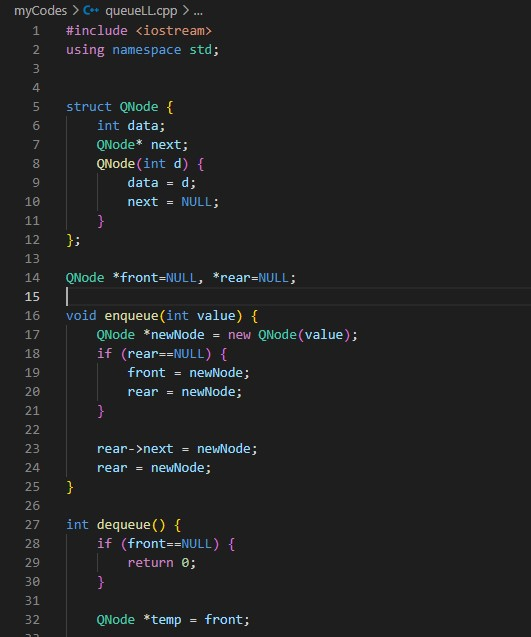 myCodes > C++ queueLL.cpp > ...
1 #include <iostream>
2 using namespace std;
3
4
5 struct QNode {
6     int data;
7     QNode* next;
8     QNode(int d) {
9         data = d;
10         next = NULL;
11     }
12 };
13
14 QNode *front=NULL, *rear=NULL;
15
16 void enqueue(int value) {
17     QNode *newNode = new QNode(value);
18     if (rear==NULL) {
19         front = newNode;
20         rear = newNode;
21     }
22
23     rear->next = newNode;
24     rear = newNode;
25 }
26
27 int dequeue() {
28     if (front==NULL) {
29         return 0;
30     }
31
32     QNode *temp = front;